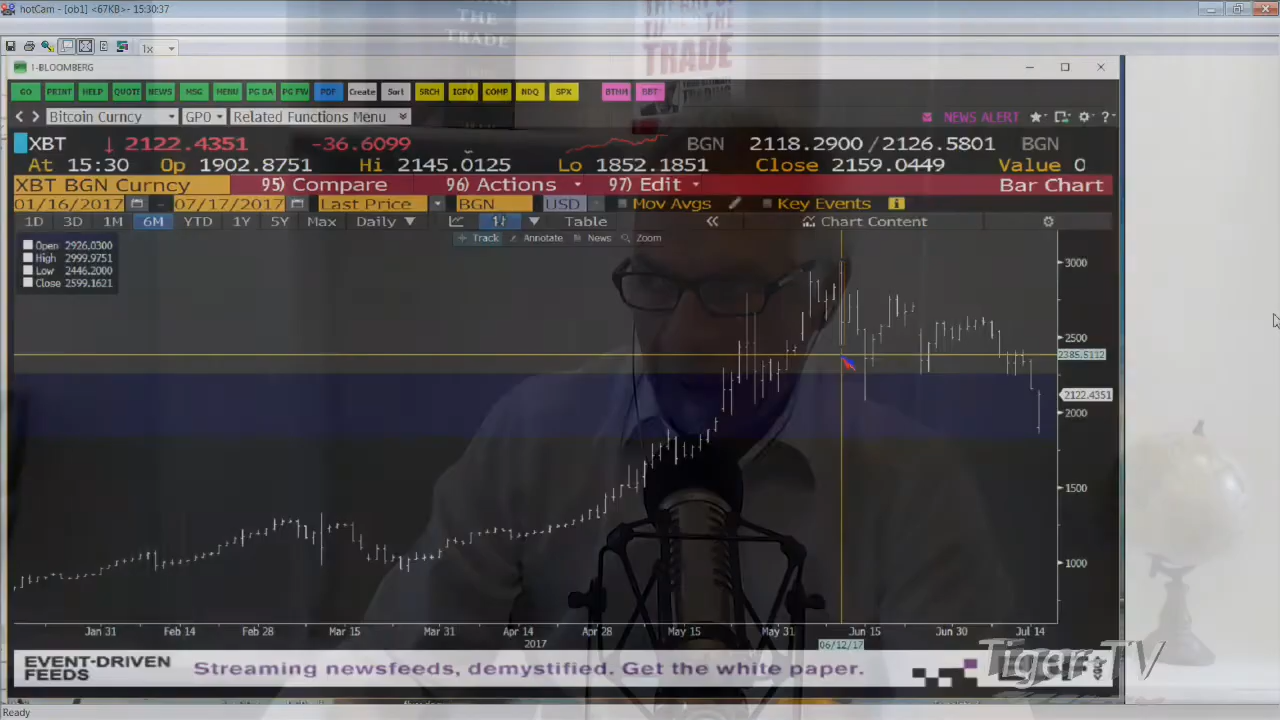 hotCam - [ob1] <67KB>- 15:30:37
THE
TRADE
TRADE
1x
1-BLOOMBERG
GO PRINT HELP QUOTE NEWS MSG MENU PG BA PG FW PDF Create Sort SRCH IGPO COMP NDQ SPX BTMM
Bitcoin Curncy GPO Related Functions Menu NEWS ALERT
XBT 2122.4351 -36.6099 BGN 2118.2900 /2126.5801 BGN
At 15:30 Op 1902.8751 Hi 2145.0125 Lo 1852.1851 Close 2159.0449 Value 0
XBT BGN Curncy 95) Compare 96) Actions 97) Edit Bar Chart
01/16/2017 - 07/17/2017 Last Price BGN USD Mov Avgs Key Events
1D 3D 1M 6M YTD 1Y 5Y Max Daily Table Chart Content
Track Annotate News Zoom
Open 2926.0300
High 2999.9751
Low 2446.2000
Close 2599.1621
3000
2500
2385.5112
2122.4351
2000
1500
1000
Jan 31 Feb 14 Feb 28 Mar 15 Mar 31 Apr 14 Apr 28 May 15 May 31 Jun 15 Jun 30 Jul 14
2017 06/12/17
EVENT-DRIVEN
FEEDS
Streaming newsfeeds, demystified. Get the white paper.
Tiger TV
Ready